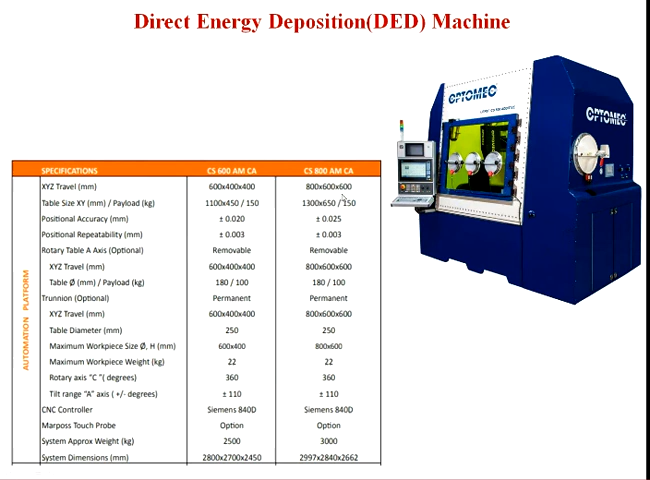 Direct Energy Deposition(DED) Machine
OPTOMEC
OPTOMEC
SPECIFICATIONS CS 600 AM CA CS 800 AM CA
XYZ Travel (mm) 600x400x400 800x600x600
Table Size XY (mm) / Payload (kg) 1100x450 / 150 1300x650 / 150
Positional Accuracy (mm) ± 0.020 ± 0.025
Positional Repeatability (mm) ± 0.003 ± 0.003
Rotary Table A Axis (Optional) Removable Removable
XYZ Travel (mm) 600x400x400 800x600x600
Table Ø (mm) / Payload (kg) 180 / 100 180 / 100
Trunnion (Optional) Permanent Permanent
XYZ Travel (mm) 600x400x400 800x600x600
Table Diameter (mm) 250 250
Maximum Workpiece Size Ø, H (mm) 600x400 800x600
Maximum Workpiece Weight (kg) 22 22
Rotary axis "C "( degrees) 360 360
Tilt range "A" axis ( +/- degrees) ± 110 ± 110
CNC Controller Siemens 840D Siemens 840D
Marposs Touch Probe Option Option
System Approx Weight (kg) 2500 3000
System Dimensions (mm) 2800x2700x2450 2997x2840x2662
AUTOMATION PLATFORM